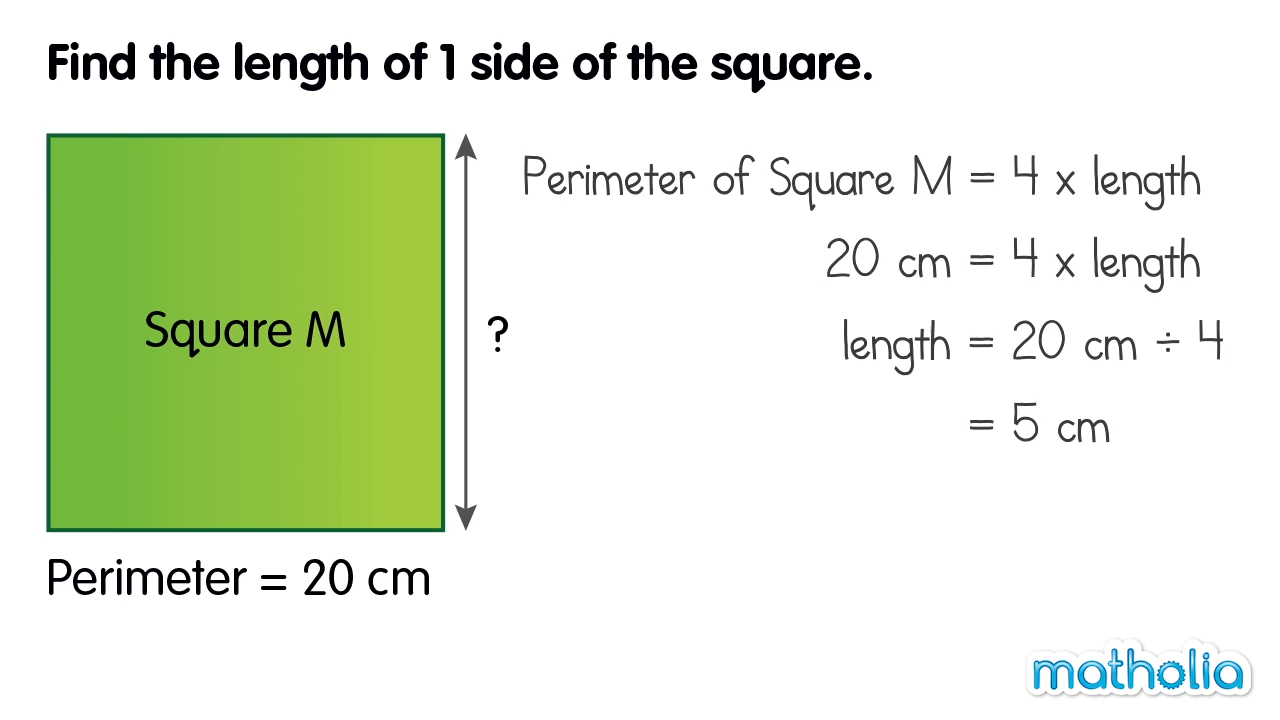 Find the length of 1 side of the square.
Perimeter of Square M = 4 x length
20 cm = 4 x length
Square M
?
length = 20 cm ÷ 4
= 5 cm
Perimeter = 20 cm
matholia